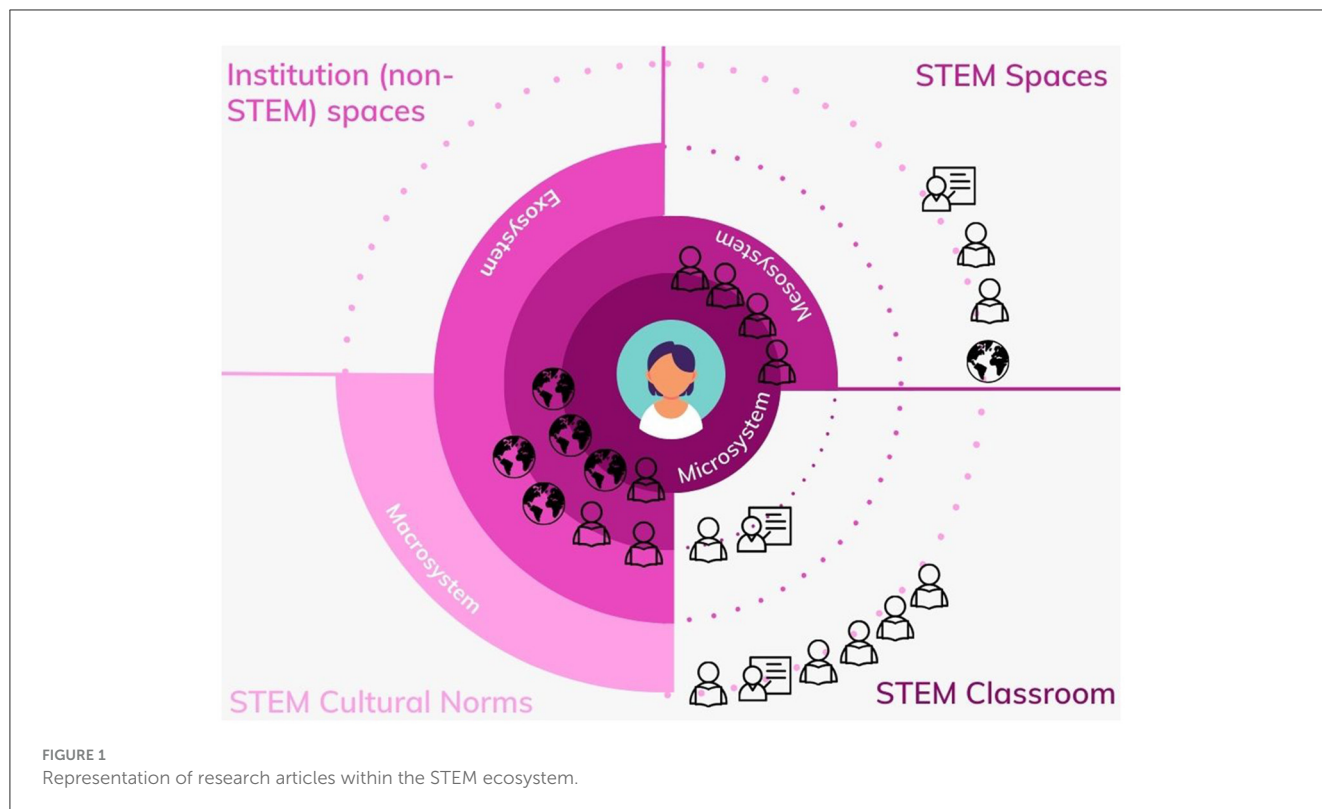 Institution (non-
STEM) spaces
STEM Spaces
Exosystem
Mesosystem
Microsystem
Macrosystem
STEM Cultural Norms
STEM Classroom
FIGURE 1
Representation of research articles within the STEM ecosystem.